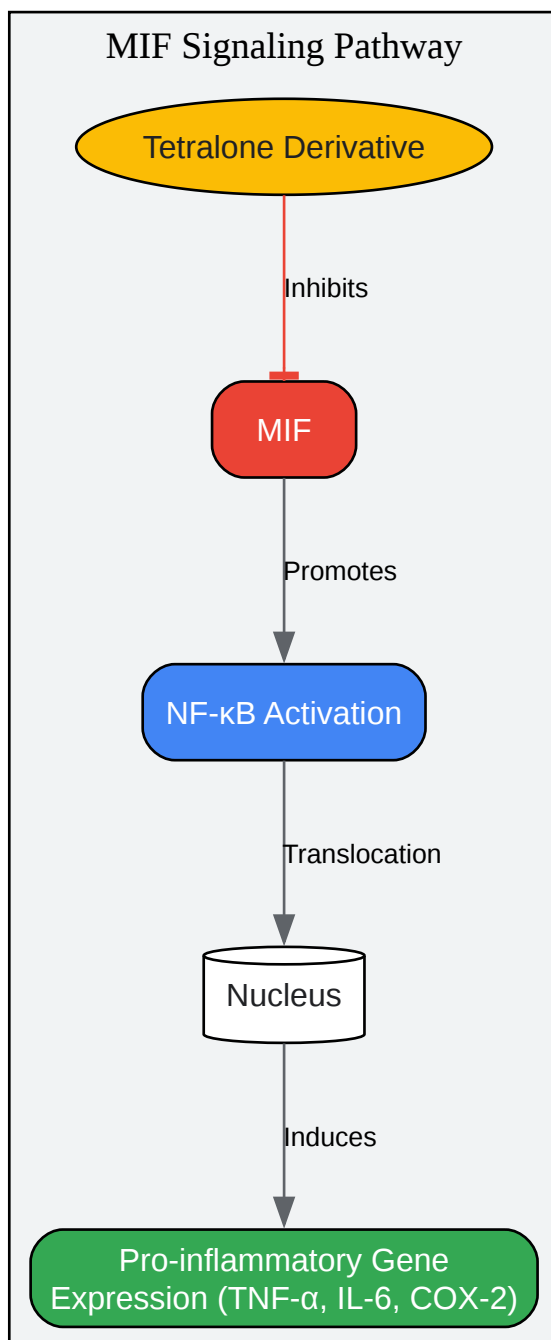 MIF Signaling Pathway
Tetralone Derivative
Inhibits
MIF
Promotes
NF-κB Activation
Translocation
Nucleus
Induces
Pro-inflammatory Gene
Expression (TNF-α, IL-6, COX-2)